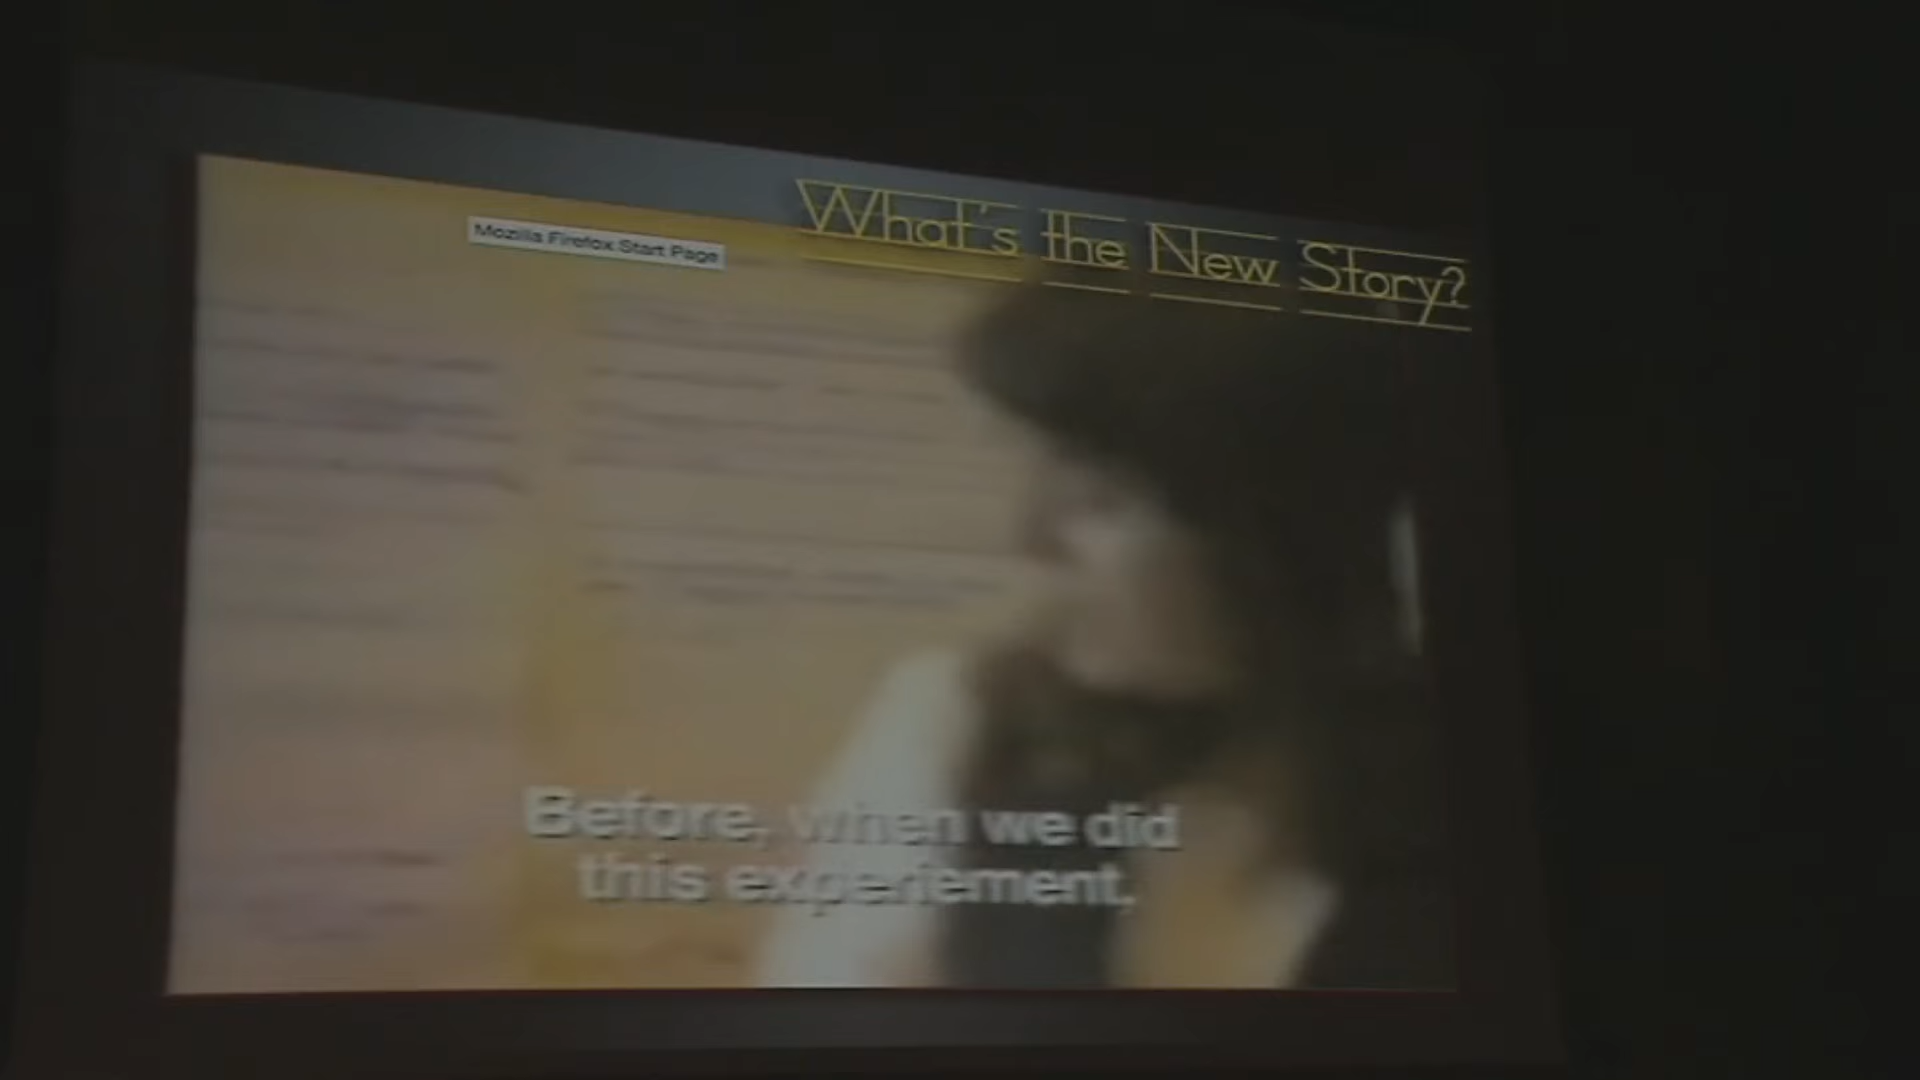 What's the New Story?
Mozilla Firefox Start Page
Before, when we did
this experiement,